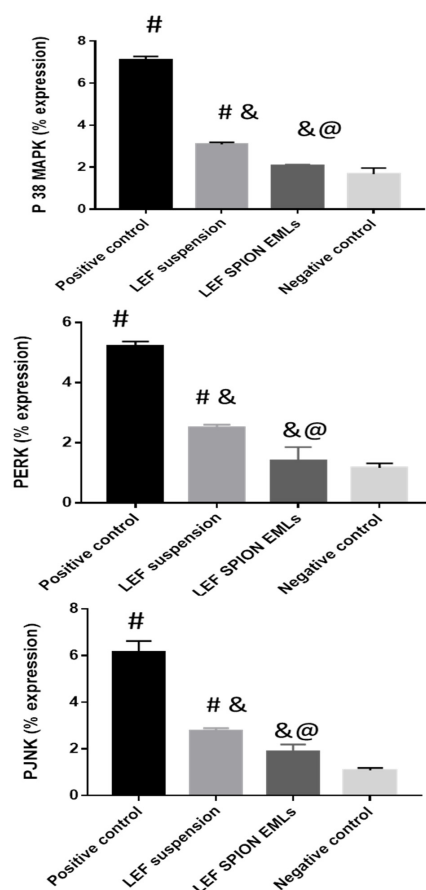 #
8
# &
&@
6
4
2
0
P 38 MAPK (% expression)
Positive control
LEF suspension
LEF SPION EMLs
Negative control
#
6
# &
&@
4
2
0
PERK (% expression)
Positive control
LEF suspension
LEF SPION EMLs
Negative control
#
8
# &
&@
6
4
2
0
PJNK (% expression)
Positive control
LEF suspension
LEF SPION EMLs
Negative control